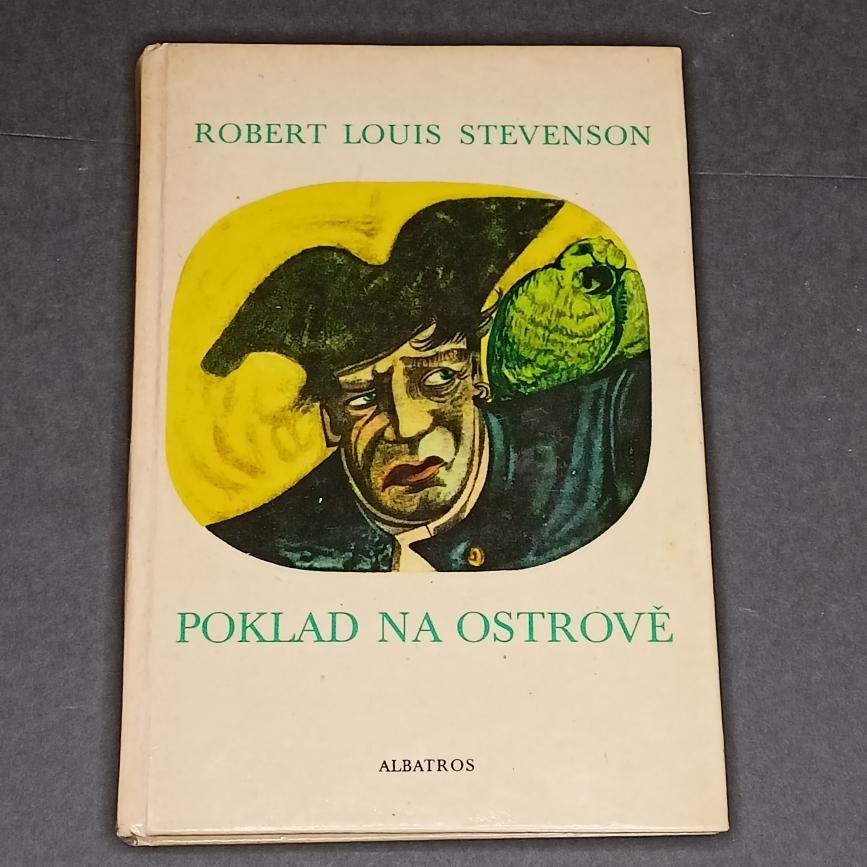 ROBERT LOUIS STEVENSON
POKLAD NA OSTROVĚ
ALBATROS